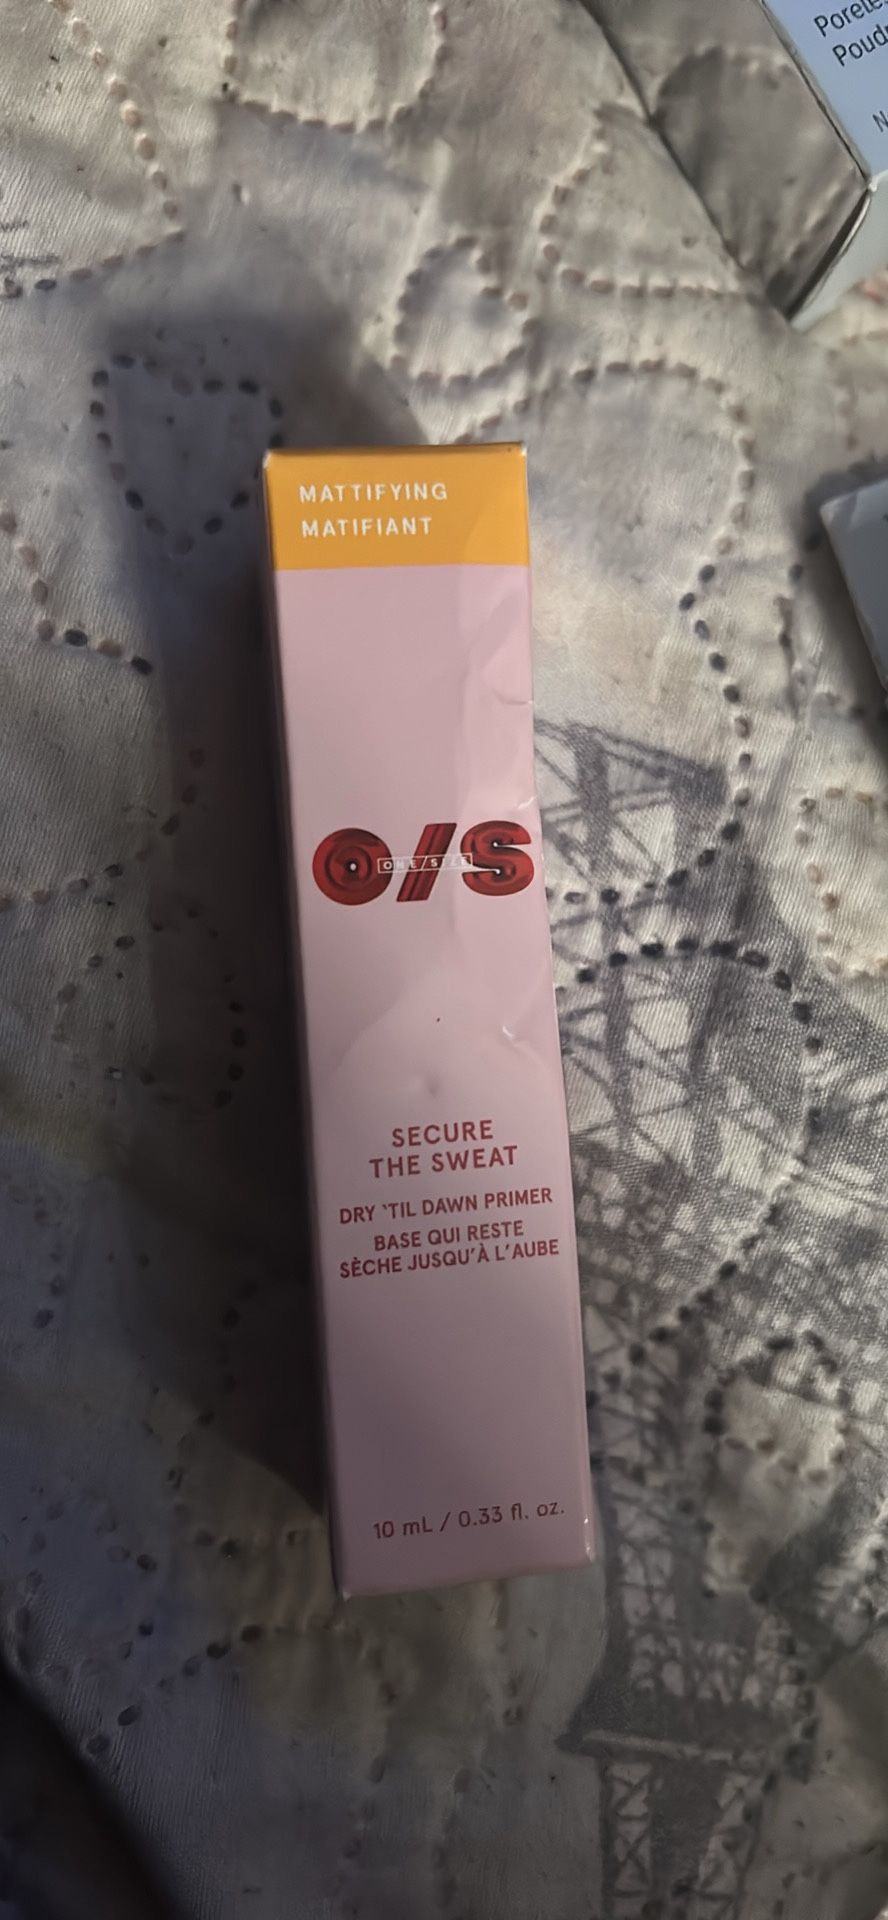 MATTIFYING
MATIFIANT
O/S
ONE/SIZE
SECURE
THE SWEAT
DRY 'TIL DAWN PRIMER
BASE QUI RESTE
SÈCHE JUSQU'À L'AUBE
10 mL / 0.33 fl. oz.